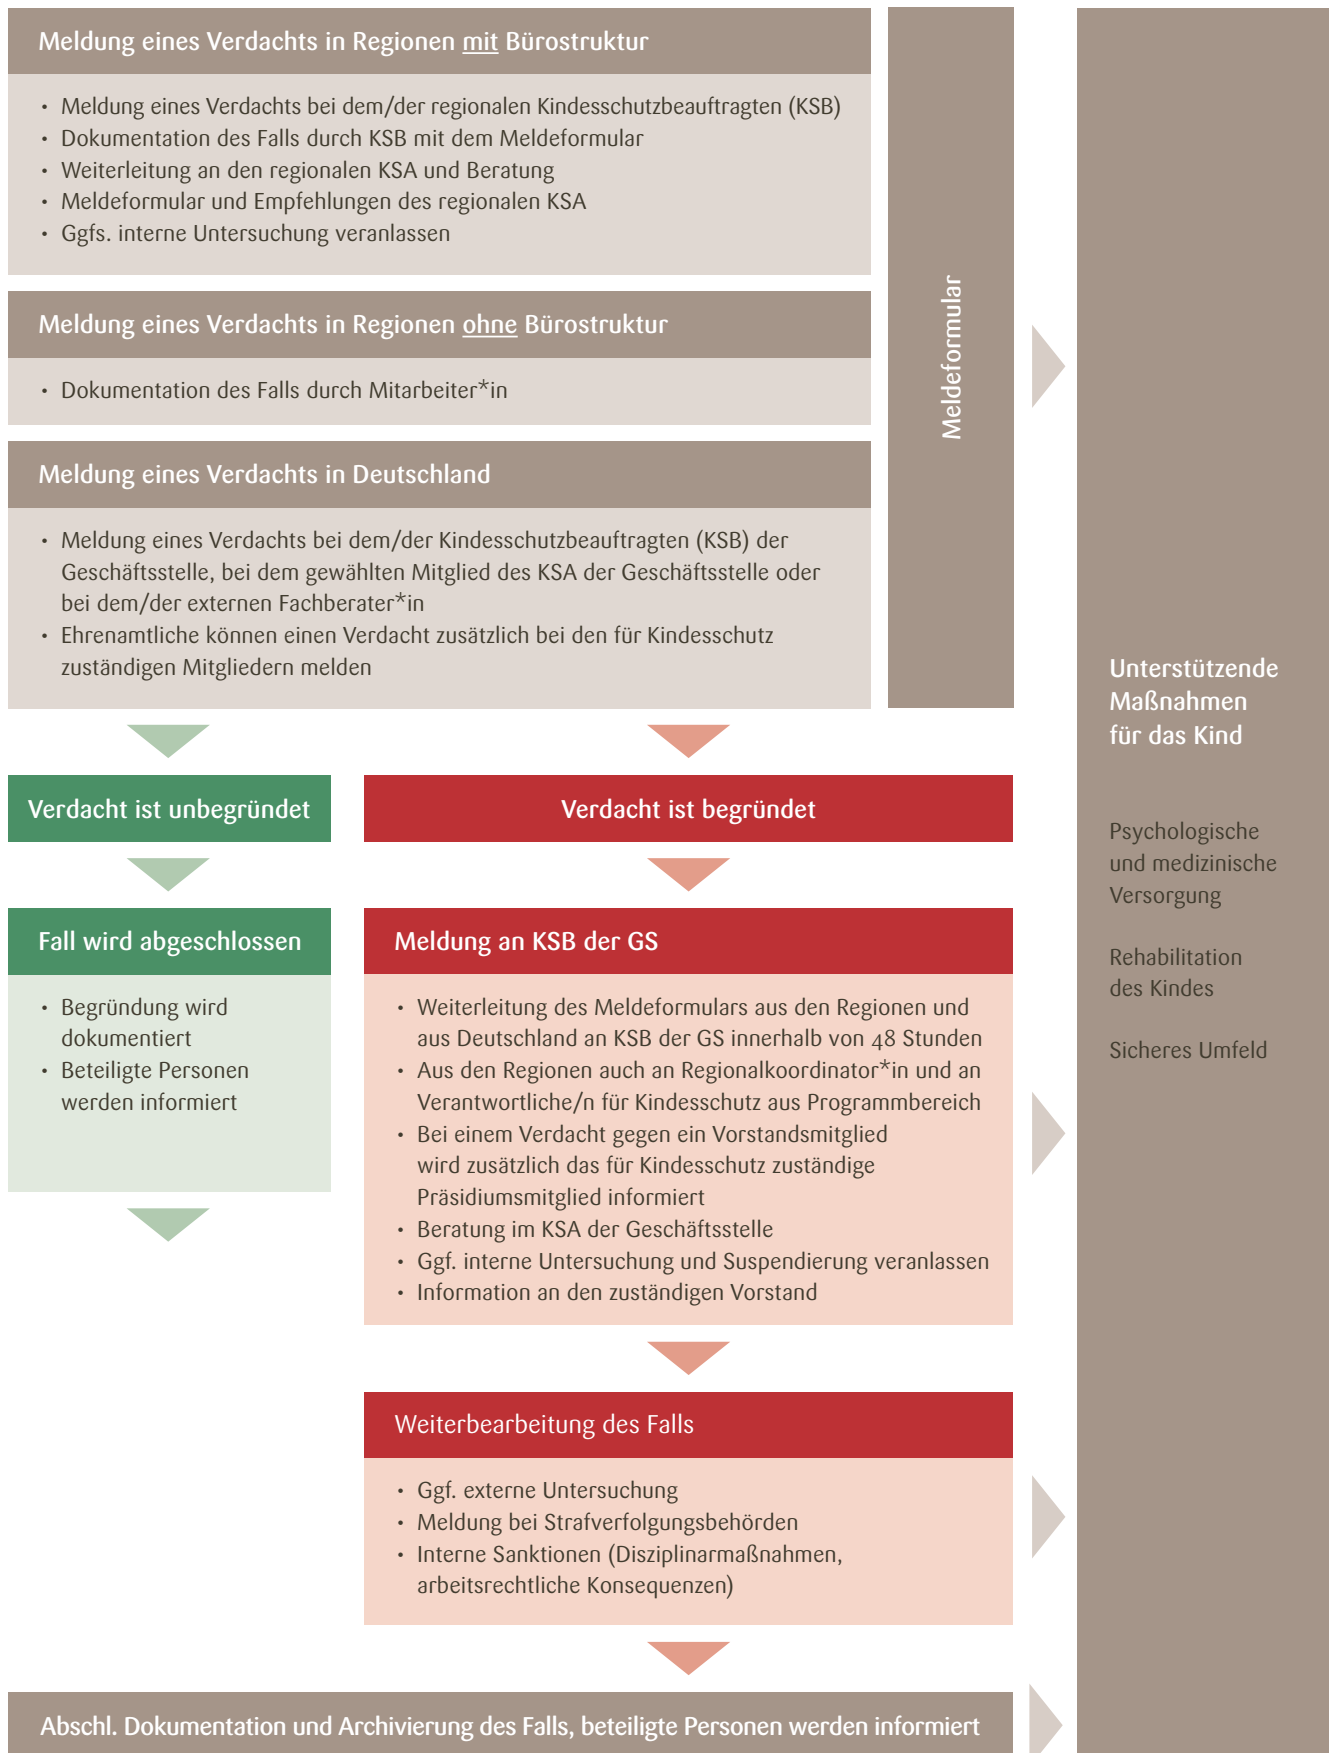 Meldung eines Verdachts in Regionen mit Bürostruktur
• Meldung eines Verdachts bei dem/der regionalen Kindesschutzbeauftragten (KSB)
• Dokumentation des Falls durch KSB mit dem Meldeformular
• Weiterleitung an den regionalen KSA und Beratung
• Meldeformular und Empfehlungen des regionalen KSA
• Ggfs. interne Untersuchung veranlassen
Meldung eines Verdachts in Regionen ohne Bürostruktur
• Dokumentation des Falls durch Mitarbeiter*in
Meldung eines Verdachts in Deutschland
• Meldung eines Verdachts bei dem/der Kindesschutzbeauftragten (KSB) der
Geschäftsstelle, bei dem gewählten Mitglied des KSA der Geschäftsstelle oder
bei dem/der externen Fachberater*in
• Ehrenamtliche können einen Verdacht zusätzlich bei den für Kindesschutz
zuständigen Mitgliedern melden
Meldeformular
Verdacht ist unbegründet
Fall wird abgeschlossen
• Begründung wird
dokumentiert
• Beteiligte Personen
werden informiert
Verdacht ist begründet
Meldung an KSB der GS
• Weiterleitung des Meldeformulars aus den Regionen und
aus Deutschland an KSB der GS innerhalb von 48 Stunden
• Aus den Regionen auch an Regionalkoordinator*in und an
Verantwortliche/n für Kindesschutz aus Programmbereich
• Bei einem Verdacht gegen ein Vorstandsmitglied
wird zusätzlich das für Kindesschutz zuständige
Präsidiumsmitglied informiert
• Beratung im KSA der Geschäftsstelle
• Ggf. interne Untersuchung und Suspendierung veranlassen
• Information an den zuständigen Vorstand
Weiterbearbeitung des Falls
• Ggf. externe Untersuchung
• Meldung bei Strafverfolgungsbehörden
• Interne Sanktionen (Disziplinarmaßnahmen,
arbeitsrechtliche Konsequenzen)
Abschl. Dokumentation und Archivierung des Falls, beteiligte Personen werden informiert
Unterstützende
Maßnahmen
für das Kind
Psychologische
und medizinische
Versorgung
Rehabilitation
des Kindes
Sicheres Umfeld